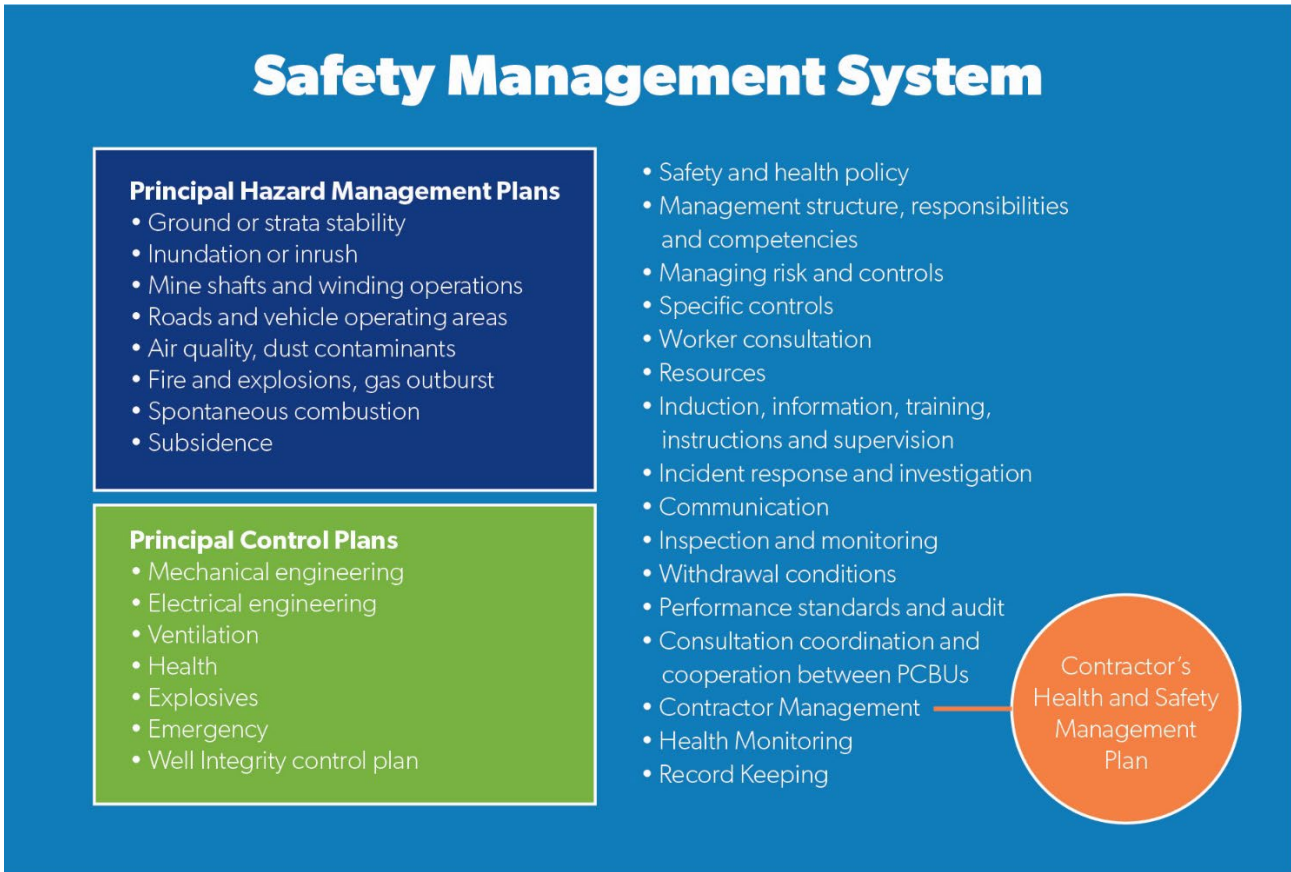 Safety Management System
Principal Hazard Management Plans
• Ground or strata stability
• Inundation or inrush
• Mine shafts and winding operations
• Roads and vehicle operating areas
• Air quality, dust contaminants
• Fire and explosions, gas outburst
• Spontaneous combustion
• Subsidence
Principal Control Plans
• Mechanical engineering
• Electrical engineering
• Ventilation
• Health
• Explosives
• Emergency
• Well Integrity control plan
• Safety and health policy
• Management structure, responsibilities
and competencies
• Managing risk and controls
• Specific controls
• Worker consultation
• Resources
• Induction, information, training,
instructions and supervision
• Incident response and investigation
• Communication
• Inspection and monitoring
• Withdrawal conditions
• Performance standards and audit
• Consultation coordination and
cooperation between PCBUs
• Contractor Management
• Health Monitoring
• Record Keeping
Contractor’s
Health and Safety
Management
Plan